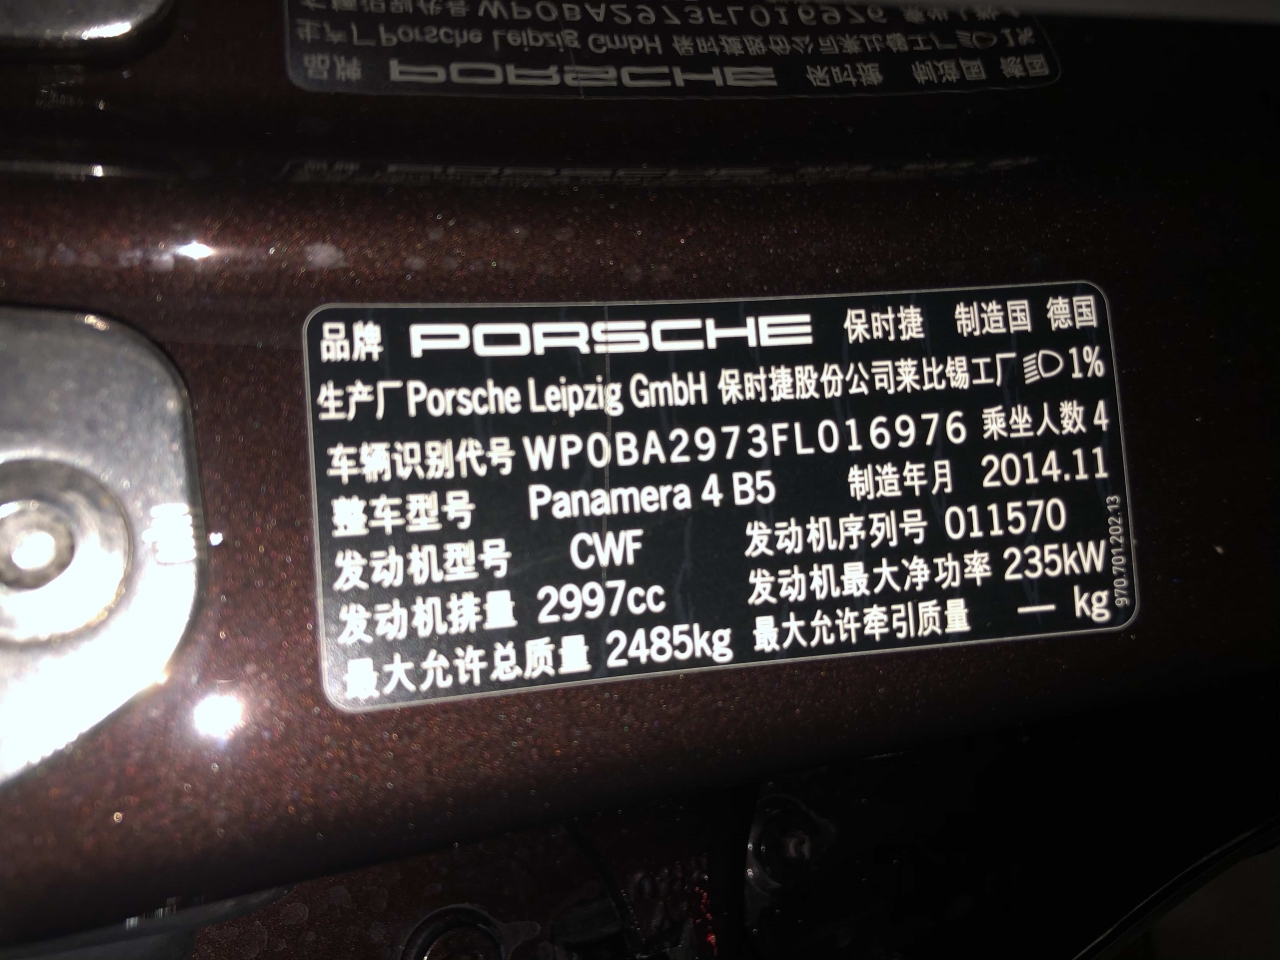 品牌 PORSCHE 保时捷 制造国 德国
生产厂 Porsche Leipzig GmbH 保时捷股份公司莱比锡工厂 1%
车辆识别代号 WP0BA2973FL016976 乘坐人数 4
整车型号 Panamera 4 B5 制造年月 2014.11
发动机型号 CWF 发动机序列号 011570
发动机排量 2997cc 发动机最大净功率 235kW
最大允许总质量 2485kg 最大允许牵引质量 — kg
970.701.202.13